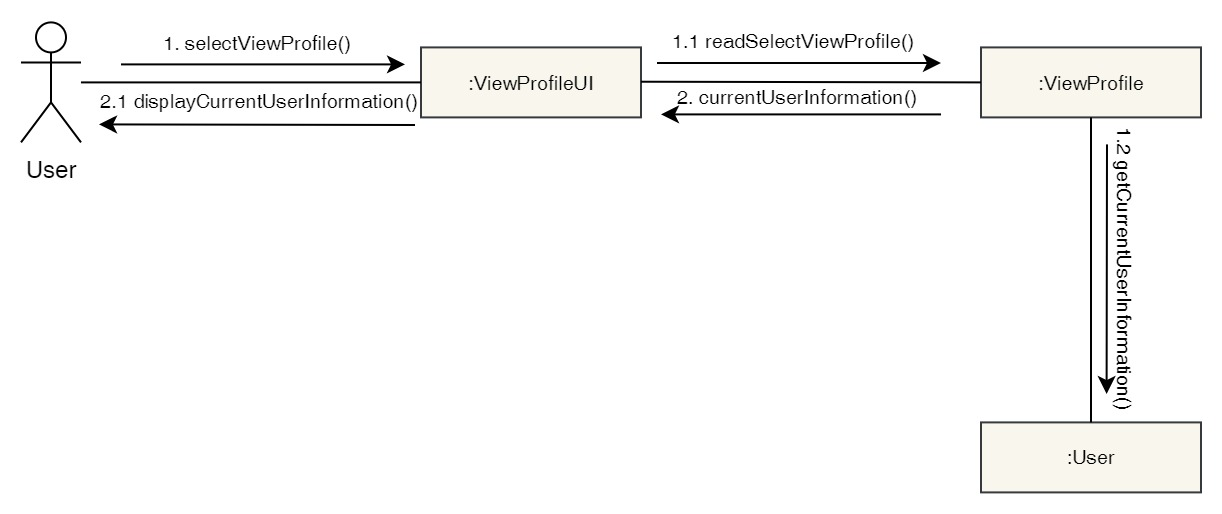 1. selectViewProfile()
1.1 readSelectViewProfile()
:ViewProfileUI
:ViewProfile
2.1 displayCurrentUserInformation()
2. currentUserInformation()
User
1.2 getCurrentUserInformation()
:User